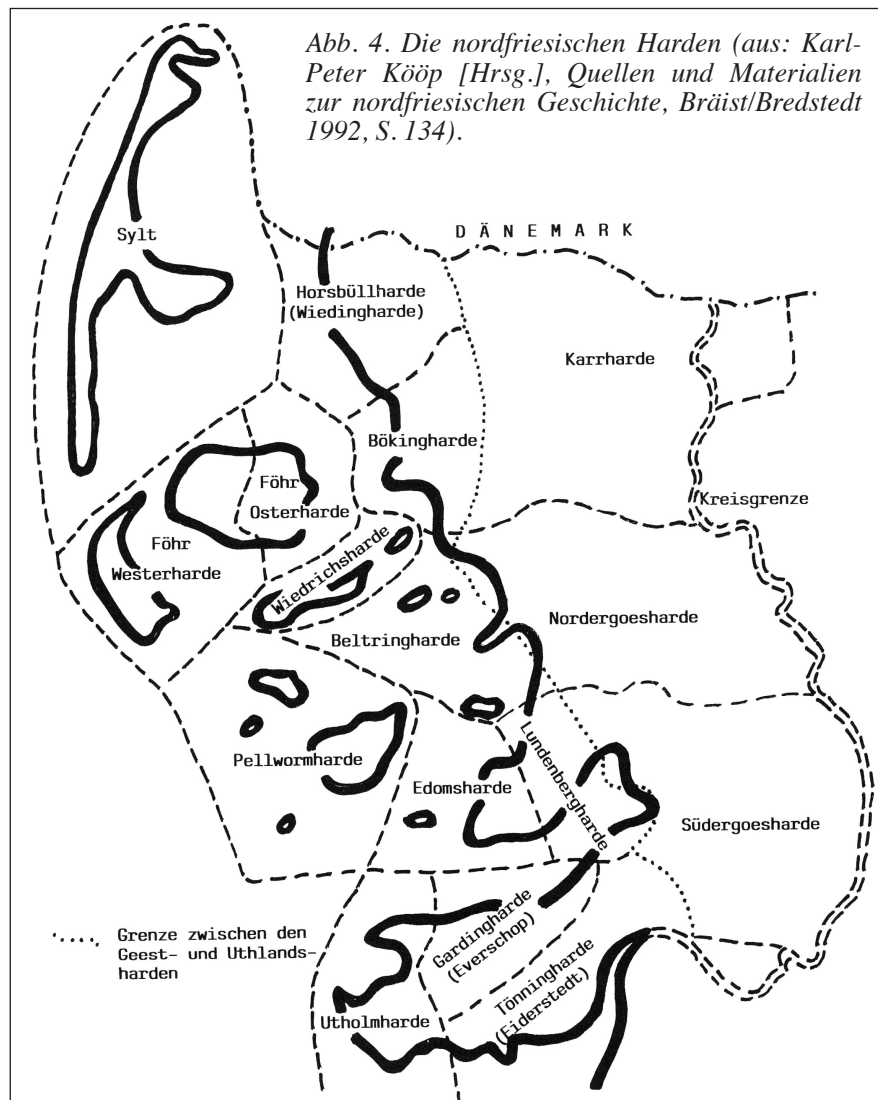 Abb. 4. Die nordfriesischen Harden (aus: Karl-
Peter Kööp [Hrsg.], Quellen und Materialien
zur nordfriesischen Geschichte, Bräist/Bredstedt
1992, S. 134).
DÄNEMARK
Sylt
Horsbüllharde
(Wiedingharde)
Karrharde
Bökingharde
Föhr
Osterharde
Kreisgrenze
Föhr
Westerharde
Wiedrichsharde
Beltringharde
Nordergoesharde
Pellwormharde
Edomsharde
Lundenbergharde
Südergoesharde
Gardingharde
(Everschop)
Tönningharde
(Eiderstedt)
Utholmharde
..... Grenze zwischen den
Geest- und Uthlands-
harden